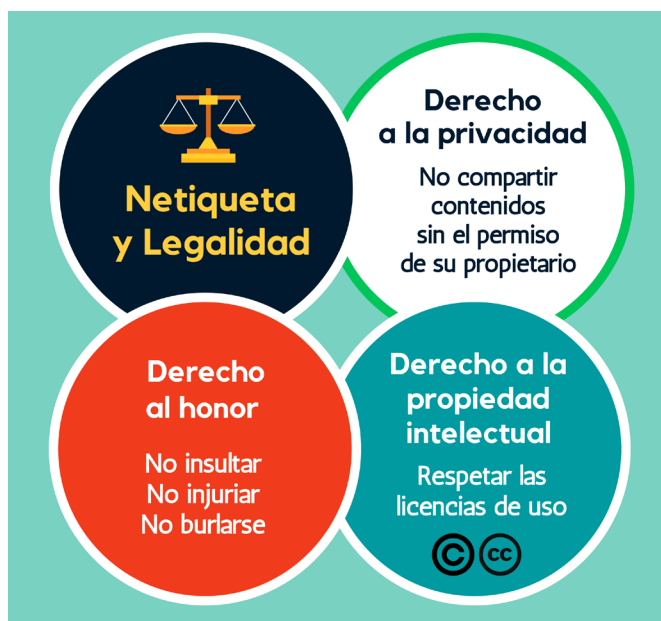 Netiqueta
y Legalidad
Derecho
a la privacidad
No compartir
contenidos
sin el permiso
de su propietario
Derecho
al honor
No insultar
No injuriar
No burlarse
Derecho a la
propiedad
intelectual
Respetar las
licencias de uso
© cc